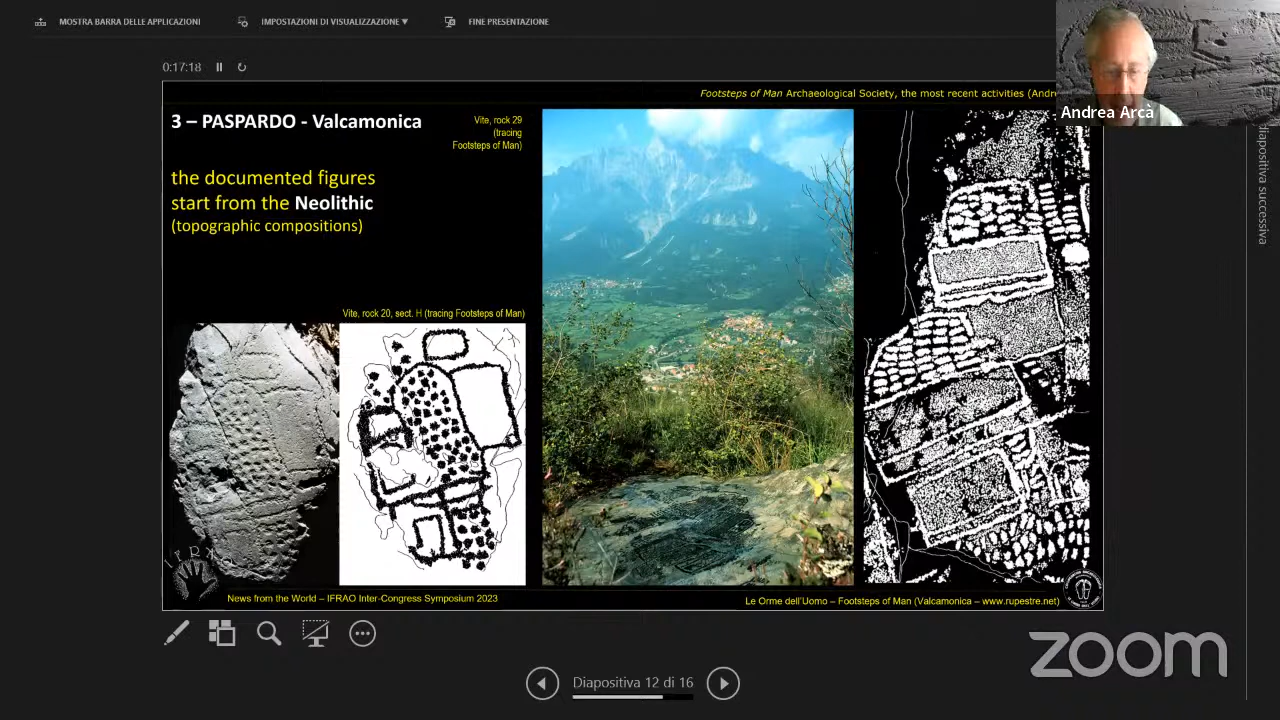 MOSTRA BARRA DELLE APPLICAZIONI
IMPOSTAZIONI DI VISUALIZZAZIONE ▼
FINE PRESENTAZIONE
0:17:18
Footsteps of Man Archaeological Society, the most recent activities (Andre
Andrea Arcà
3 – PASPARDO - Valcamonica
Vite, rock 29
(tracing
Footsteps of Man)
the documented figures
start from the Neolithic
(topographic compositions)
diapositiva successiva
Vite, rock 20, sect. H (tracing Footsteps of Man)
IFRA
News from the World – IFRAO Inter-Congress Symposium 2023
Le Orme dell'Uomo – Footsteps of Man (Valcamonica – www.rupestre.net)
zoom
Diapositiva 12 di 16